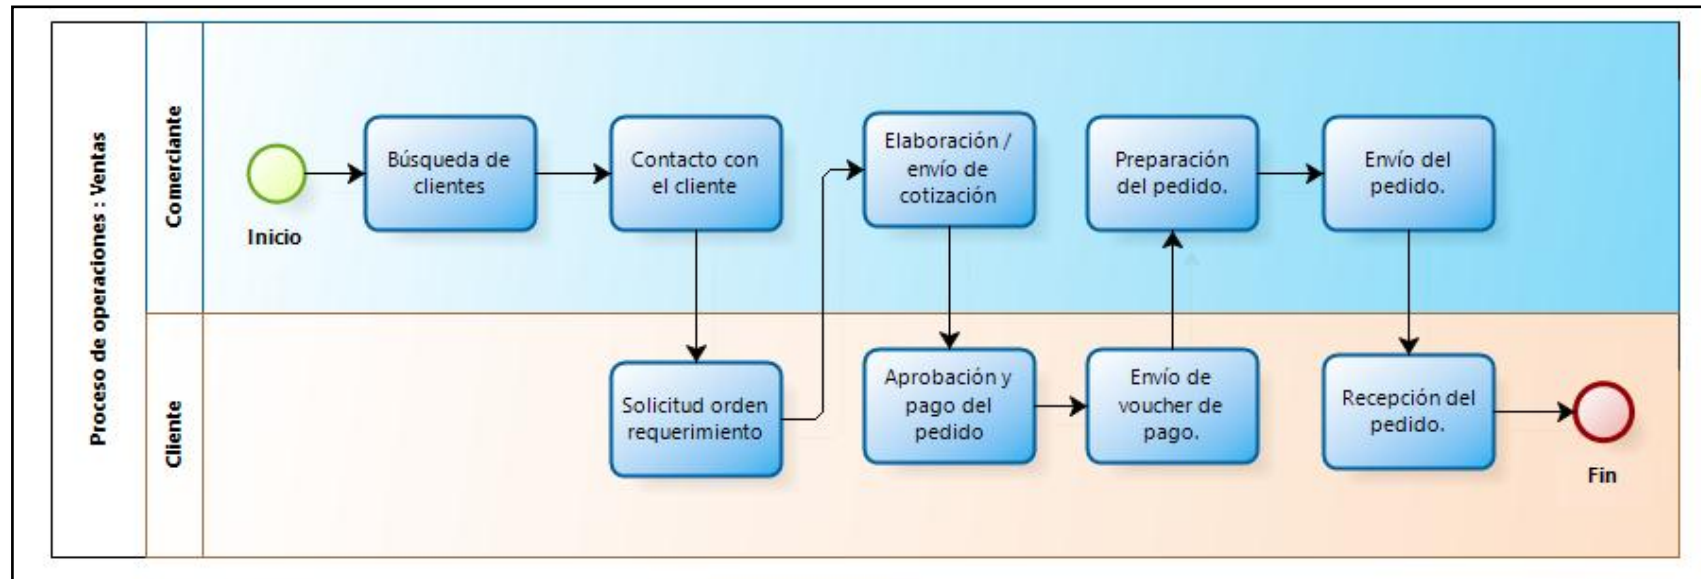 Proceso de operaciones : Ventas
Comerciante
Inicio
Búsqueda de
clientes
Contacto con
el cliente
Elaboración /
envío de
cotización
Preparación
del pedido.
Envío del
pedido.
Cliente
Solicitud orden
requerimiento
Aprobación y
pago del
pedido
Envío de
voucher de
pago.
Recepción del
pedido.
Fin